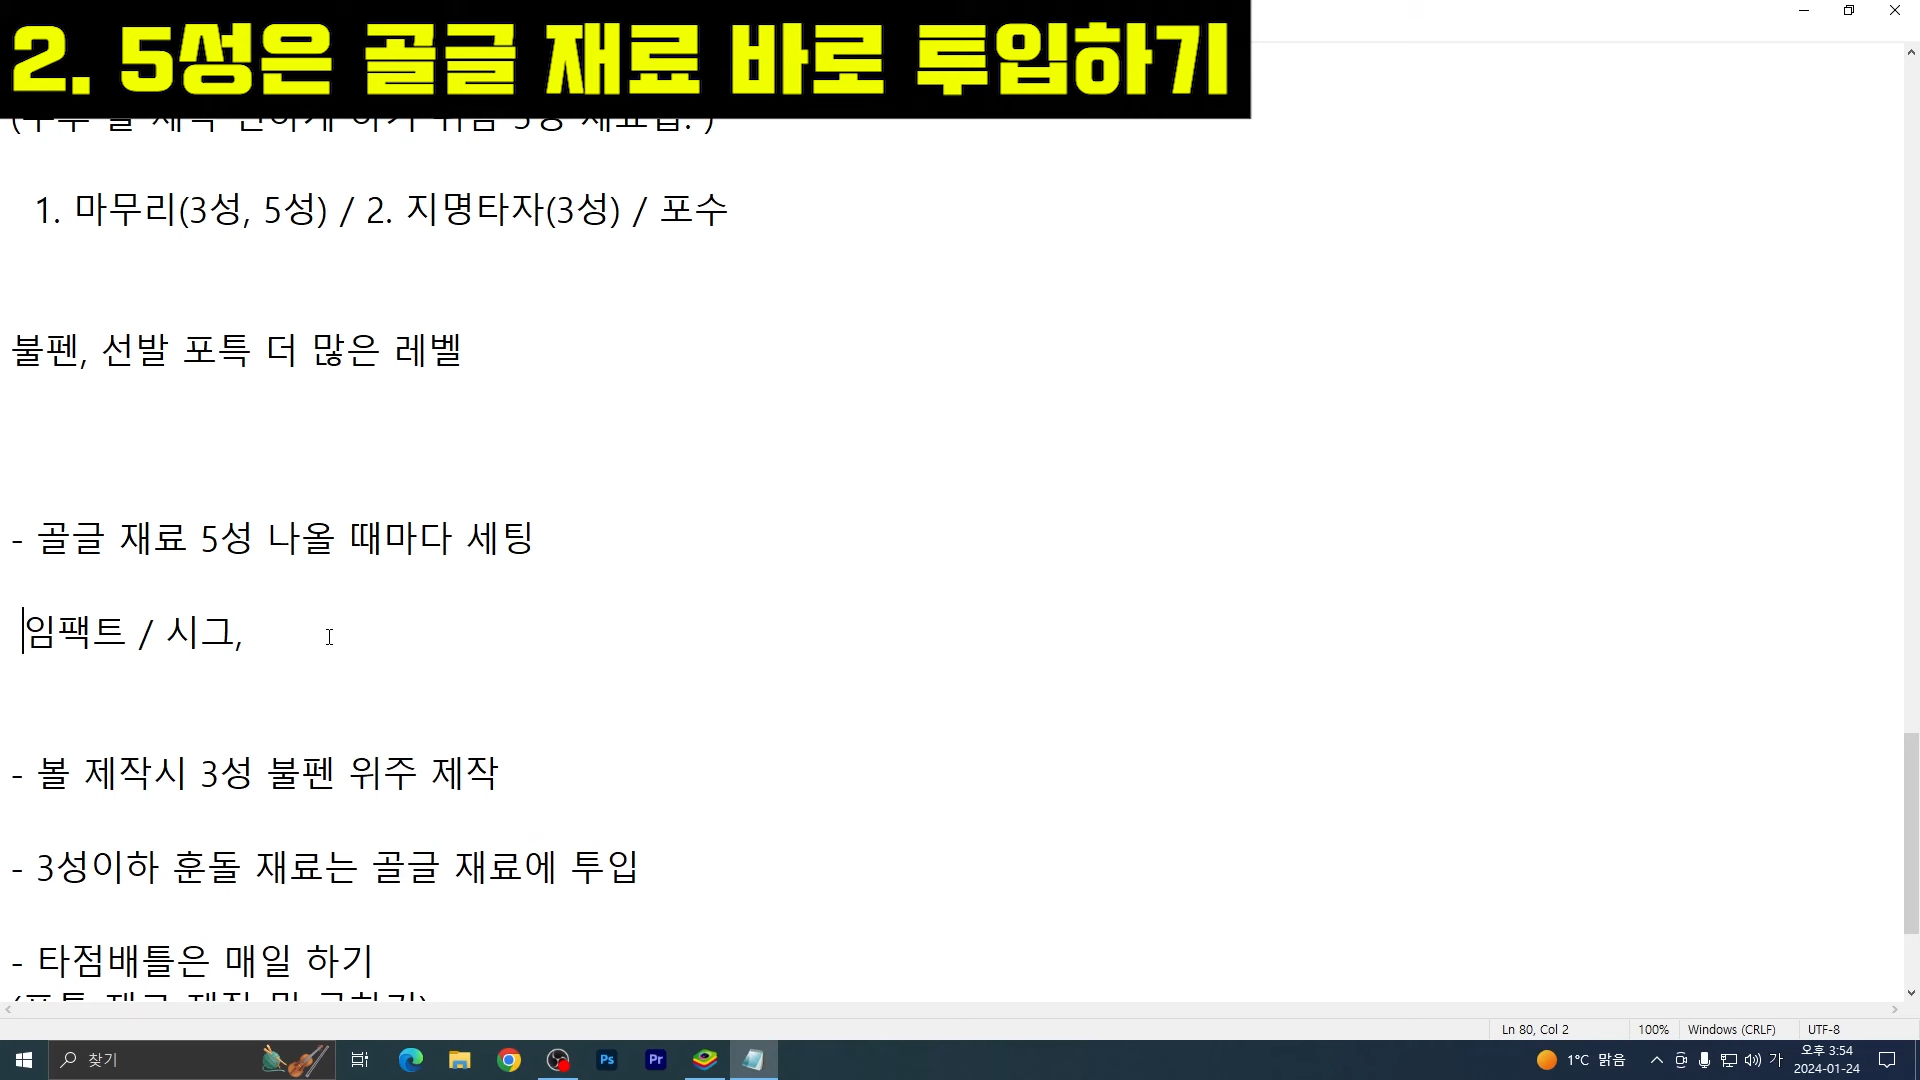 2. 5성은 골글 재료 바로 투입하기
1. 마무리(3성, 5성) / 2. 지명타자(3성) / 포수
불펜, 선발 포특 더 많은 레벨
- 골글 재료 5성 나올 때마다 세팅
임팩트 / 시그,
- 볼 제작시 3성 불펜 위주 제작
- 3성이하 훈돌 재료는 골글 재료에 투입
- 타점배틀은 매일 하기
Ln 80, Col 2
100%
Windows (CRLF)
UTF-8
찾기
Ps
Pr
1°C 맑음
가
오후 3:54
2024-01-24